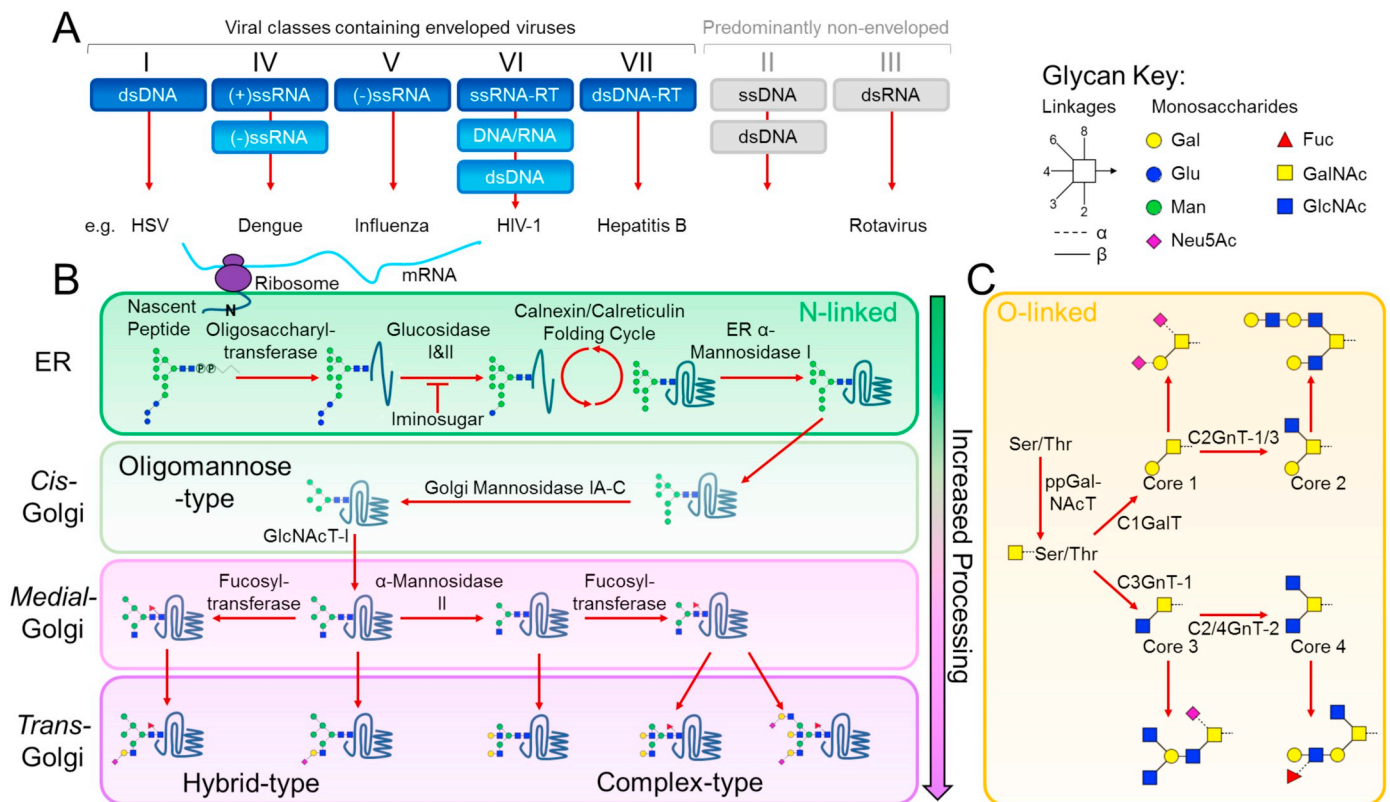 A
Viral classes containing enveloped viruses
Predominantly non-enveloped
I
IV
V
VI
VII
II
III
dsDNA
(+)ssRNA
(-)ssRNA
ssRNA-RT
dsDNA-RT
ssDNA
dsRNA
(-)ssRNA
DNA/RNA
dsDNA
dsDNA
e.g.
HSV
Dengue
Influenza
HIV-1
Hepatitis B
Rotavirus
Glycan Key:
Linkages
Monosaccharides
6
8
4
3
2
α
β
Gal
Glu
Man
Neu5Ac
Fuc
GalNAc
GlcNAc
B
Ribosome
mRNA
N
N-linked
ER
Nascent
Peptide
Oligosaccharyl-
transferase
P
P
Glucosidase
I&II
Iminosugar
Calnexin/Calreticulin
Folding Cycle
ER α-
Mannosidase I
Cis-
Golgi
Oligomannose
-type
Golgi Mannosidase IA-C
GlcNAcT-I
Medial-
Golgi
Fucosyl-
transferase
α-Mannosidase
II
Fucosyl-
transferase
Trans-
Golgi
Hybrid-type
Complex-type
Increased Processing
C
O-linked
Ser/Thr
ppGal-
NAcT
Ser/Thr
C1GalT
Core 1
C2GnT-1/3
Core 2
C3GnT-1
Core 3
C2/4GnT-2
Core 4